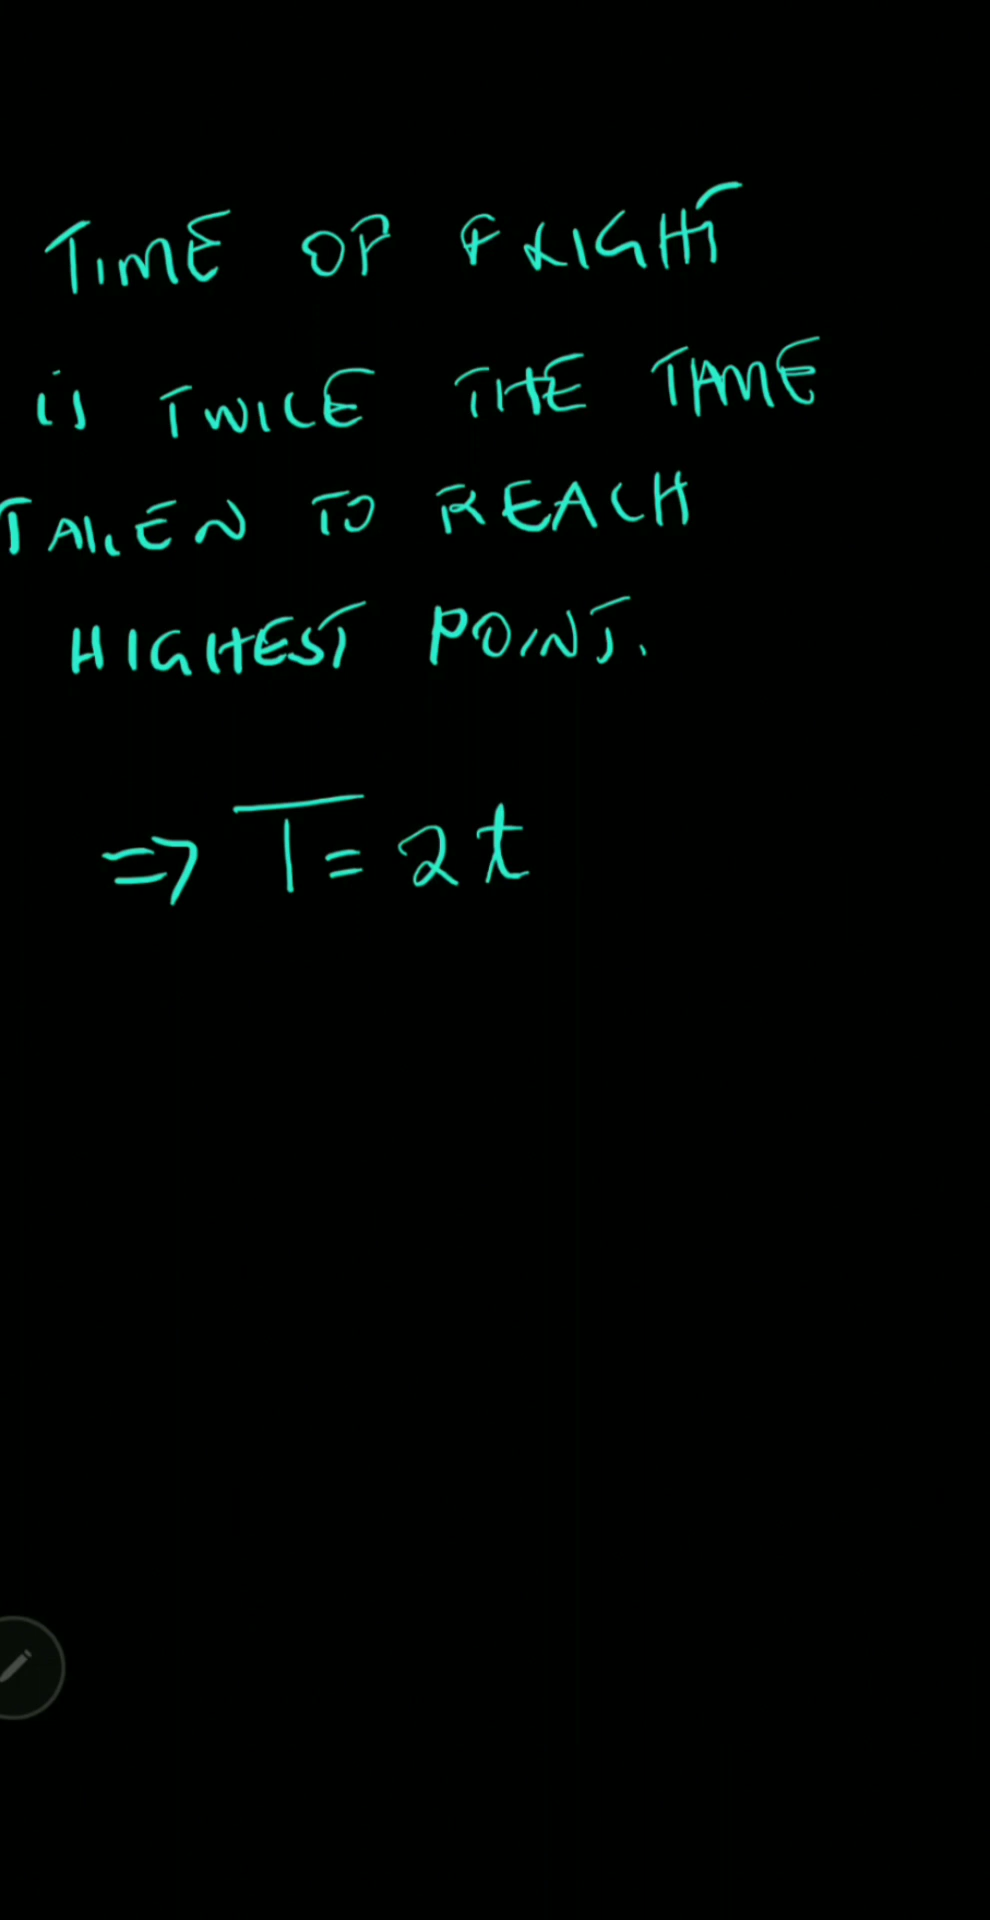 TIME OF FLIGHT
is TWICE THE TIME
TAKEN TO REACH
HIGHEST POINT.
⇒ T = 2t